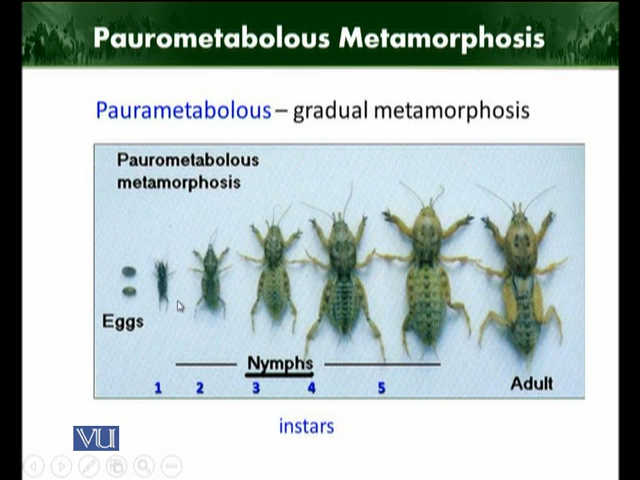 Paurometabolous Metamorphosis
Paurametabolous – gradual metamorphosis
Paurometabolous
metamorphosis
Eggs
Nymphs
1 2 3 4 5
Adult
instars
VU